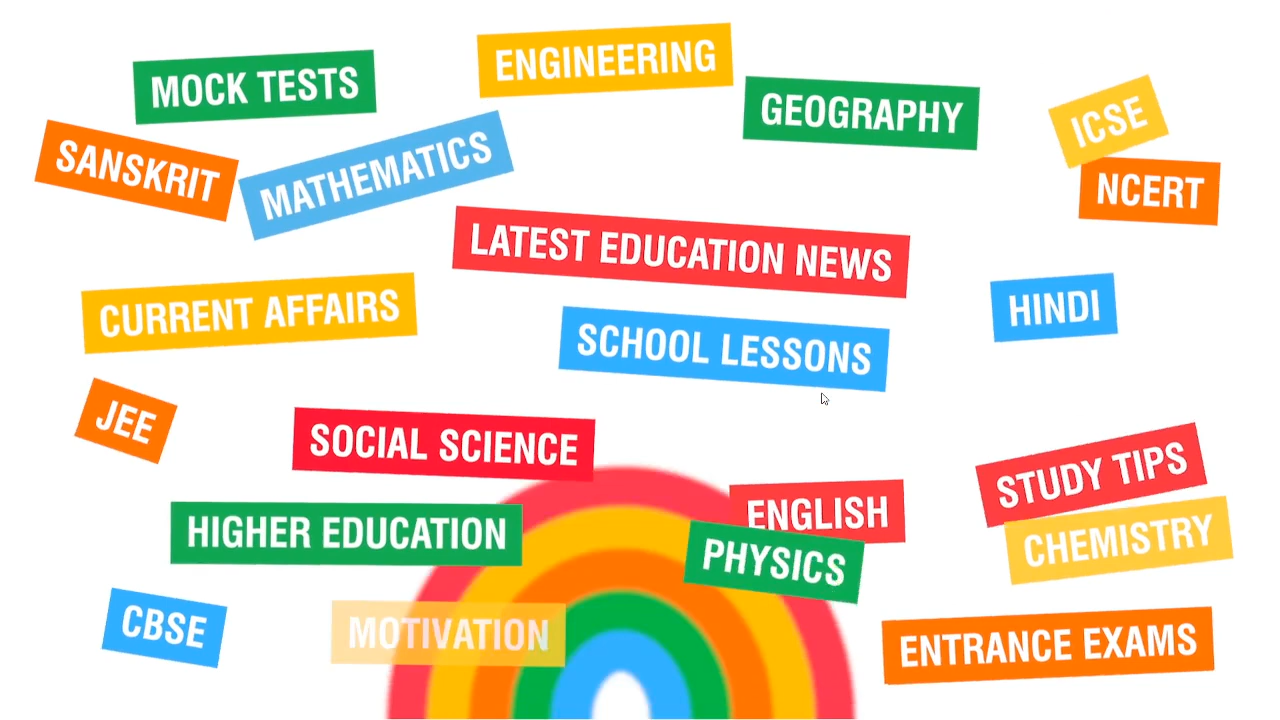 ENGINEERING
MOCK TESTS
GEOGRAPHY
ICSE
SANSKRIT
MATHEMATICS
NCERT
LATEST EDUCATION NEWS
CURRENT AFFAIRS
HINDI
SCHOOL LESSONS
JEE
SOCIAL SCIENCE
STUDY TIPS
ENGLISH
HIGHER EDUCATION
CHEMISTRY
PHYSICS
CBSE
MOTIVATION
ENTRANCE EXAMS